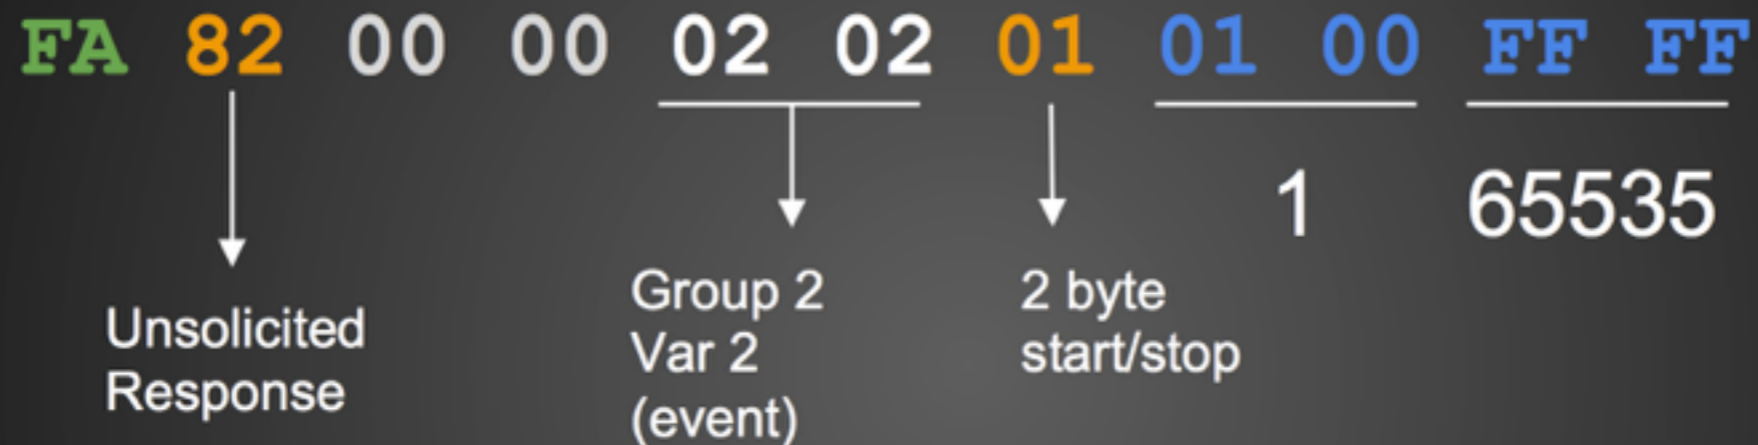 FA 82 00 00 02 02 01 01 00 FF FF
1 65535
Unsolicited
Response
Group 2
Var 2
(event)
2 byte
start/stop